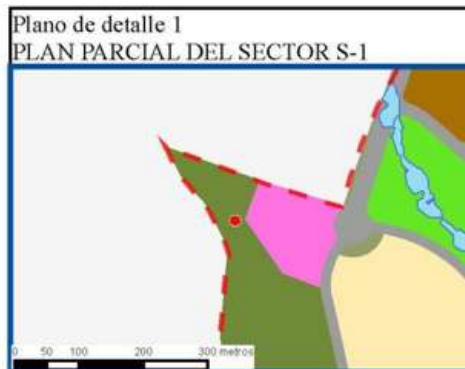 Plano de detalle 1
PLAN PARCIAL DEL SECTOR S-1
0 50 100 200 300 metros